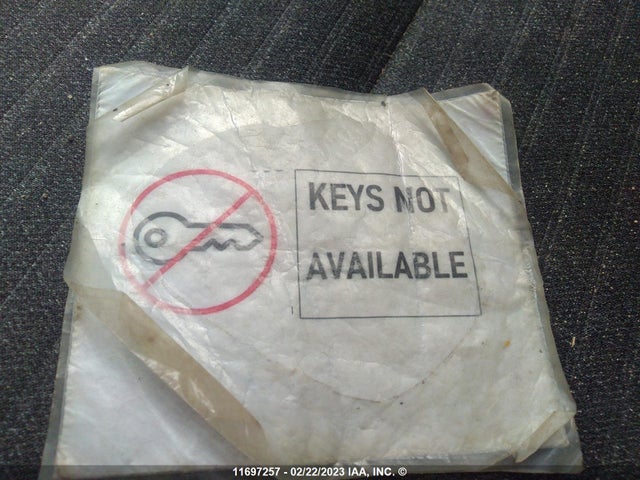 KEYS NOT
AVAILABLE
11697257 - 02/22/2023 IAA, INC. ©